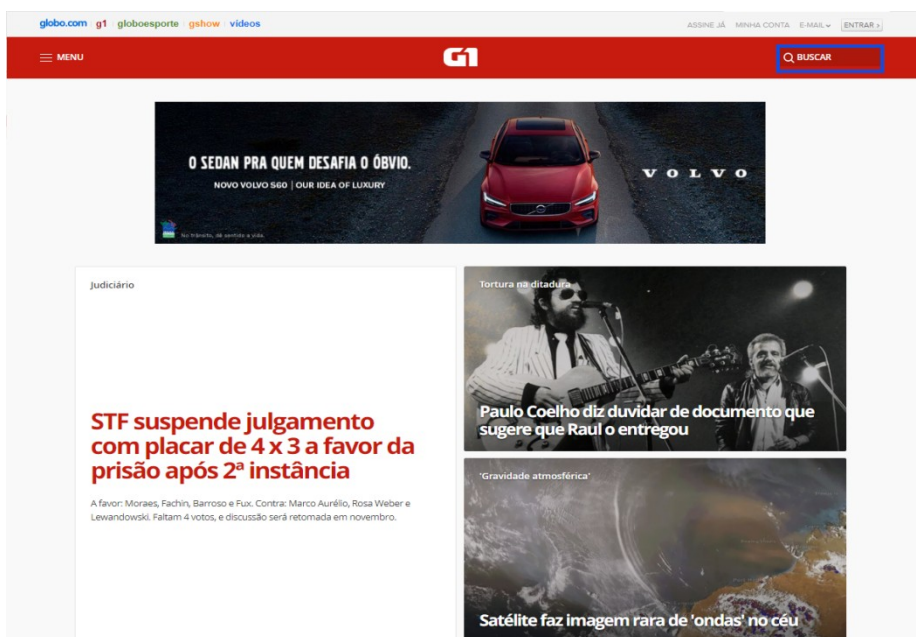 globo.com g1 globoesporte gshow vídeos
ASSINE JÁ MINHA CONTA E-MAIL ENTRAR ›
MENU
G1
BUSCAR
O SEDAN PRA QUEM DESAFIA O ÓBVIO.
NOVO VOLVO S60 | OUR IDEA OF LUXURY
VOLVO
No trânsito, dê sentido à vida.
Judiciário
STF suspende julgamento
com placar de 4 x 3 a favor da
prisão após 2ª instância
A favor: Moraes, Fachin, Barroso e Fux. Contra: Marco Aurélio, Rosa Weber e
Lewandowski. Faltam 4 votos, e discussão será retomada em novembro.
Tortura na ditadura
Paulo Coelho diz duvidar de documento que
sugere que Raul o entregou
'Gravidade atmosférica'
Satélite faz imagem rara de 'ondas' no céu